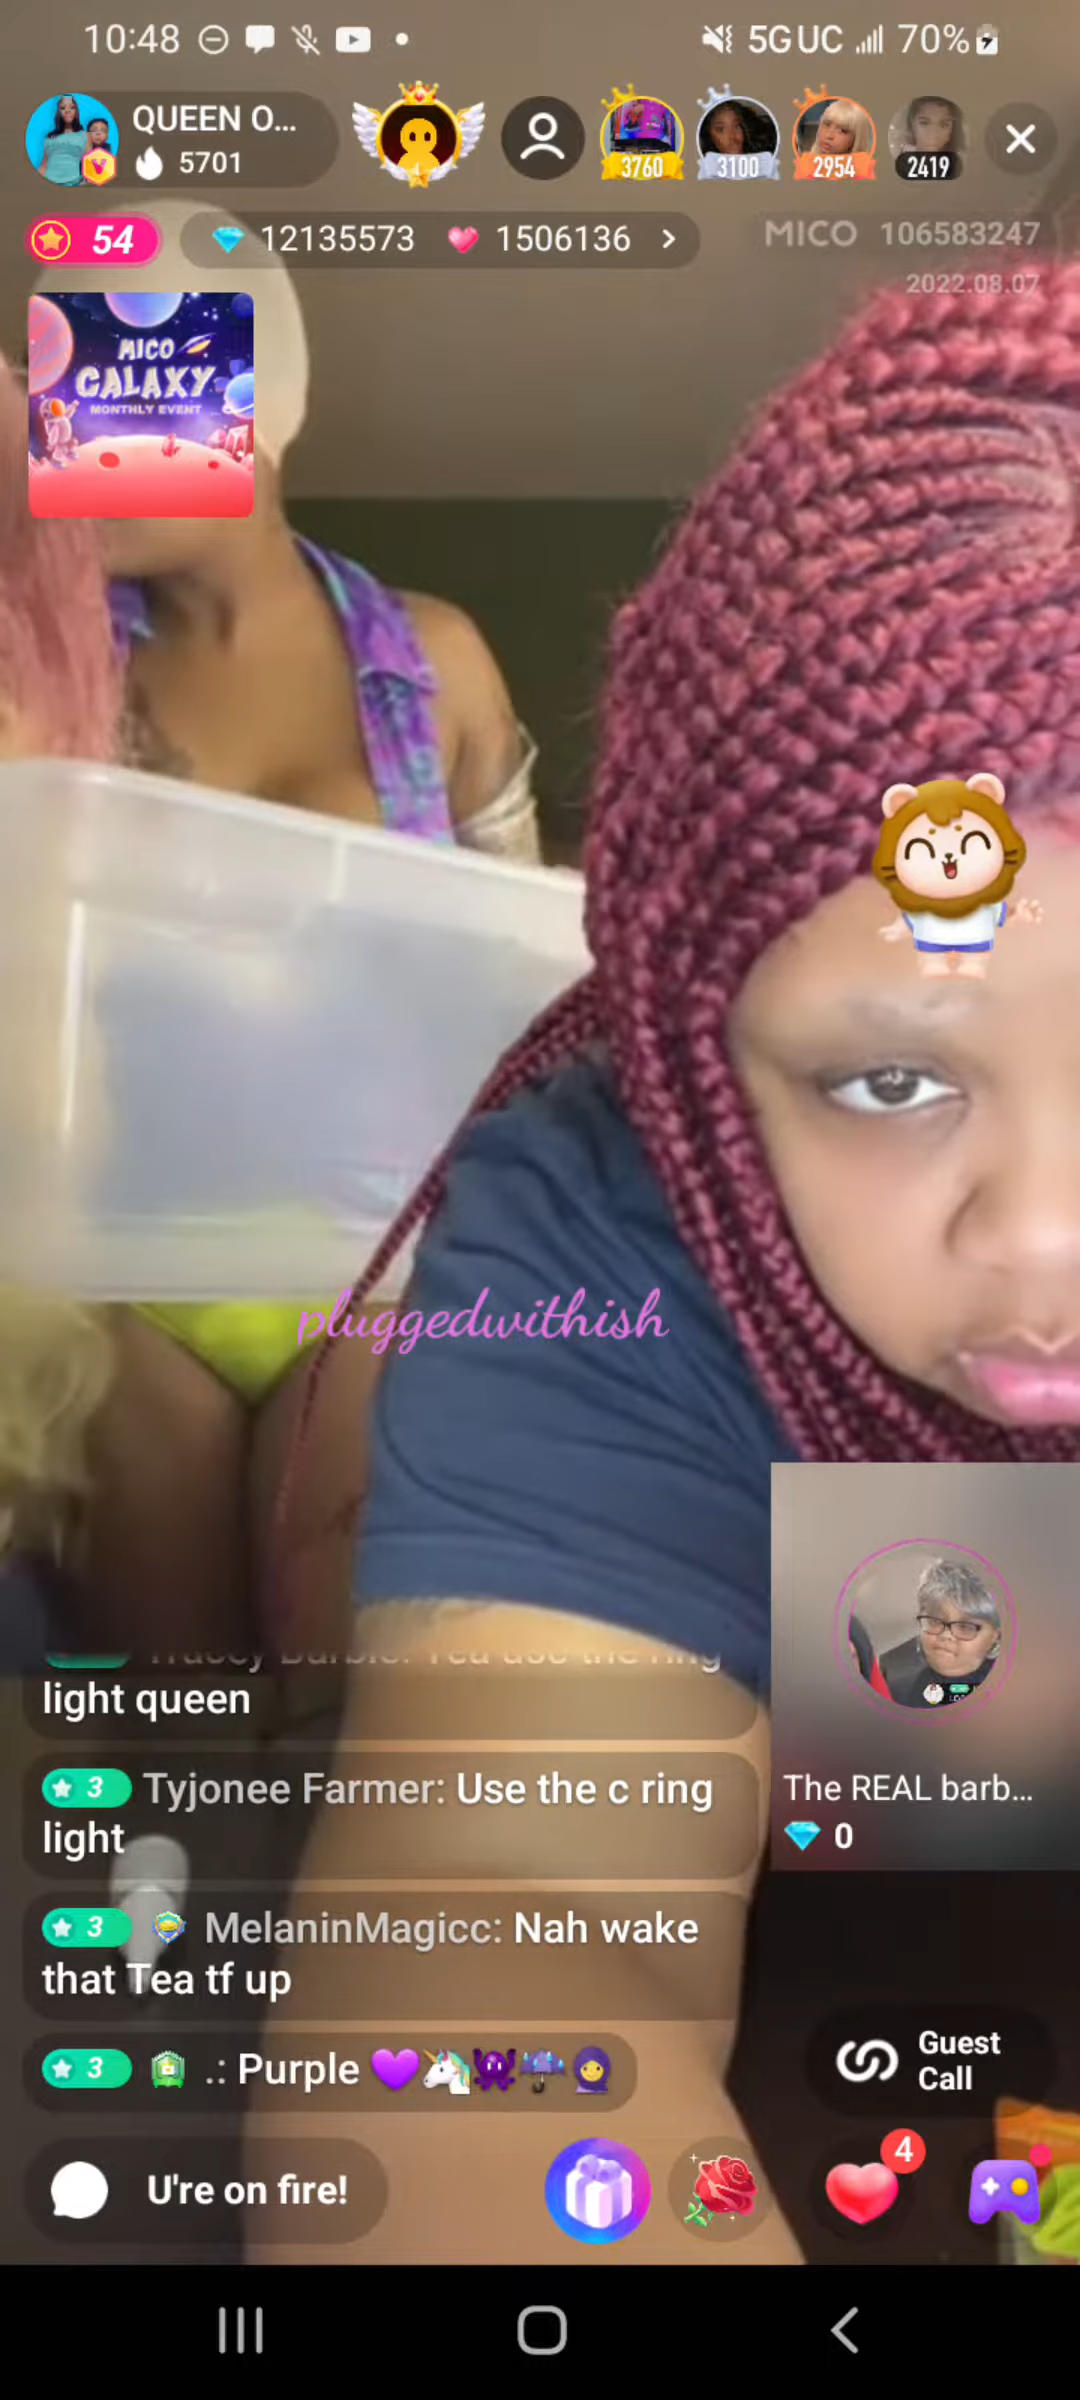 10:48
5GUC 70%
QUEEN O...
5701
3760
3100
2954
2419
54
12135573
1506136
MICO 106583247
2022.08.07
MICO
GALAXY
MONTHLY EVENT
pluggedwithish
light queen
3 Tyjonee Farmer: Use the c ring
light
3 MelaninMagicc: Nah wake
that Tea tf up
3 .: Purple 💜🦄🐙☔🧕
The REAL barb...
0
Guest
Call
U're on fire!
4